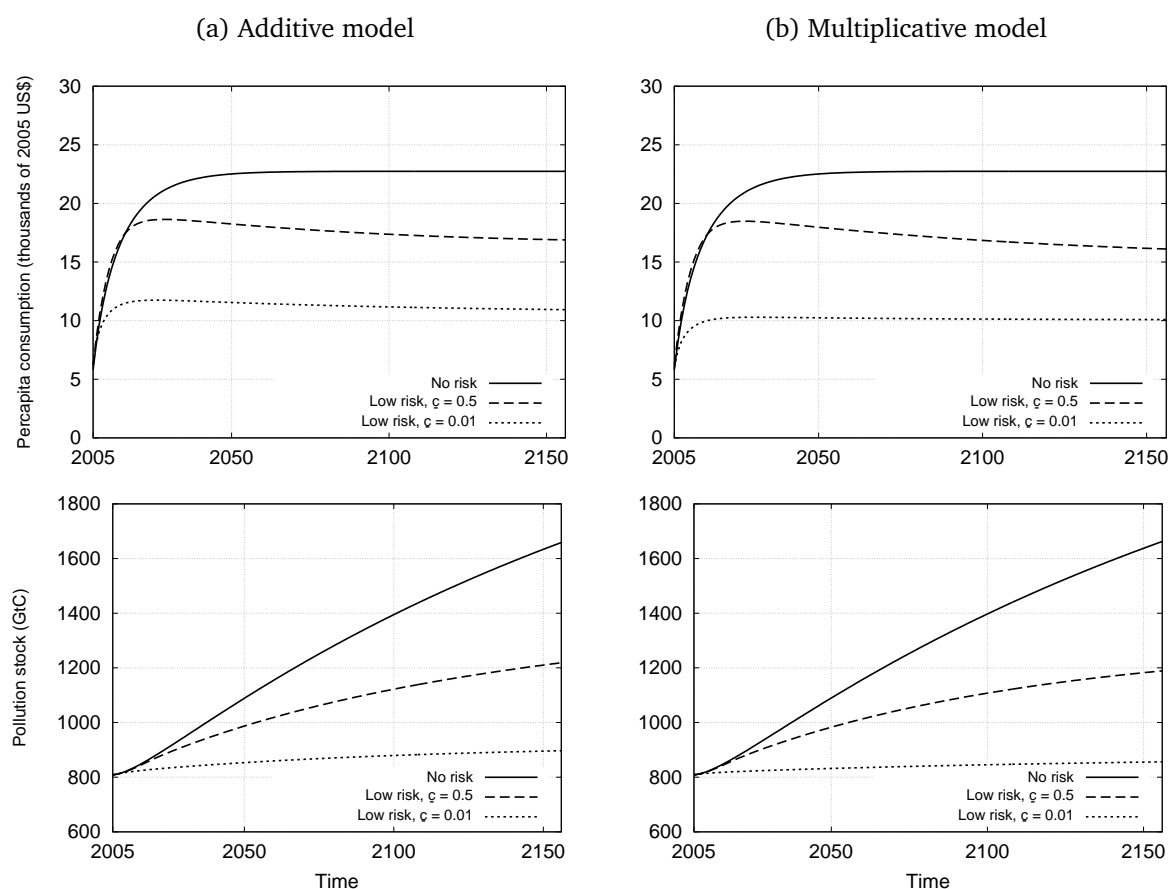 (a) Additive model
(b) Multiplicative model
Percapita consumption (thousands of 2005 US$)
30
25
20
15
10
5
0
2005 2050 2100 2150
No risk
Low risk, c̲ = 0.5
Low risk, c̲ = 0.01
30
25
20
15
10
5
0
2005 2050 2100 2150
No risk
Low risk, c̲ = 0.5
Low risk, c̲ = 0.01
Pollution stock (GtC)
1800
1600
1400
1200
1000
800
600
2005 2050 2100 2150
Time
No risk
Low risk, c̲ = 0.5
Low risk, c̲ = 0.01
1800
1600
1400
1200
1000
800
600
2005 2050 2100 2150
Time
No risk
Low risk, c̲ = 0.5
Low risk, c̲ = 0.01